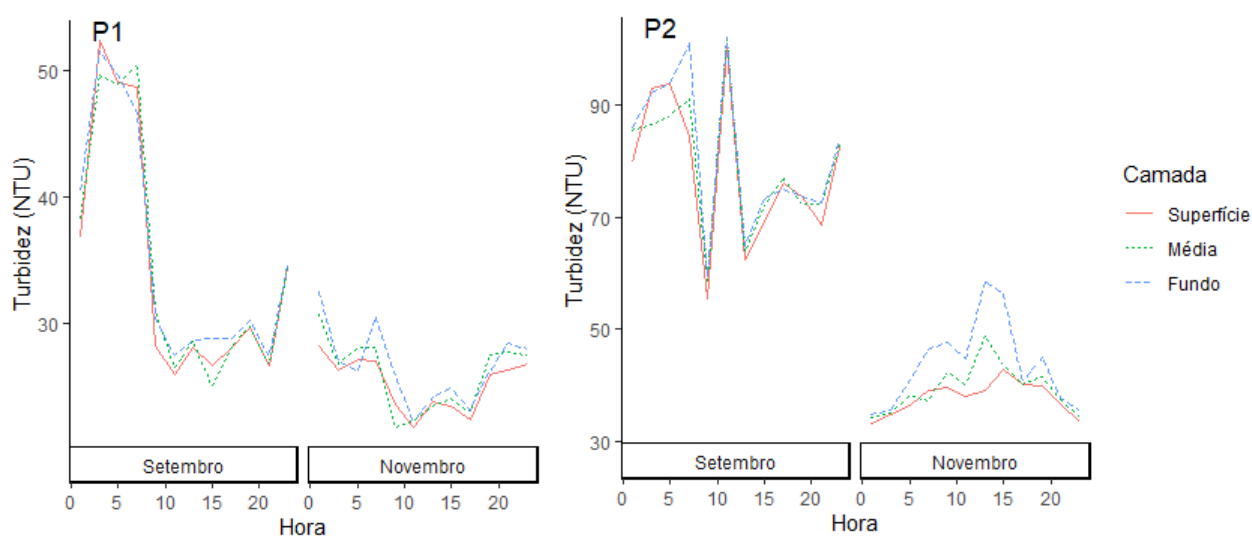 P1
Turbidez (NTU)
50
40
30
Setembro
Novembro
0 5 10 15 20
0 5 10 15 20
Hora
P2
Turbidez (NTU)
90
70
50
30
Setembro
Novembro
0 5 10 15 20
0 5 10 15 20
Hora
Camada
Superfície
Média
Fundo